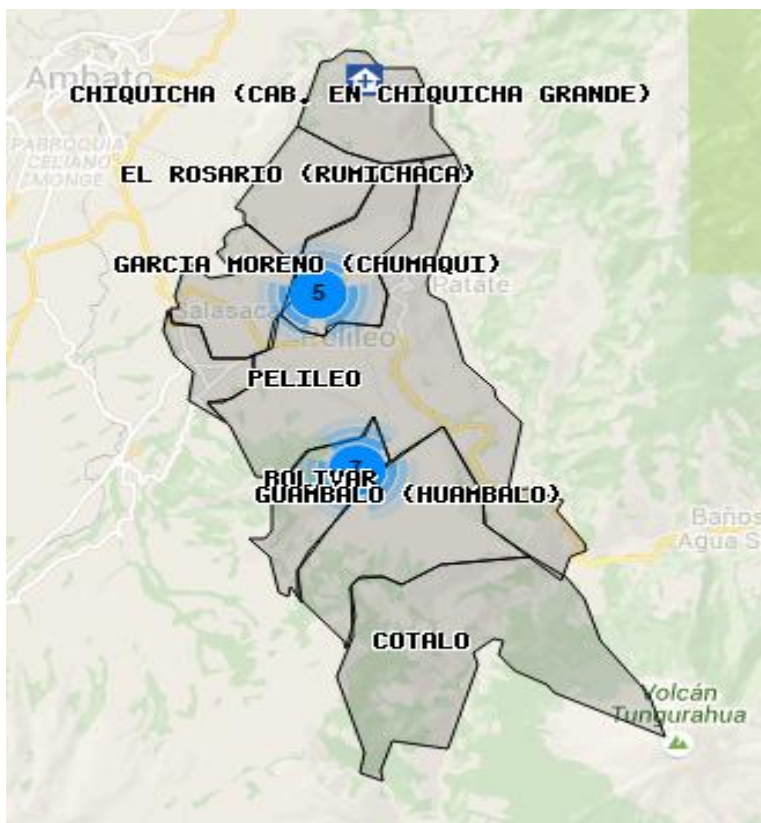 Ambato
CHIQUICHA (CAB. EN CHIQUICHA GRANDE)
PARROQUIA
CELIANO
MONGE
EL ROSARIO (RUMICHACA)
GARCIA MORENO (CHUMAQUI)
Patate
5
Salasaca
Pelileo
PELILEO
7
BOLIVAR
GUAMBALO (HUAMBALO)
Baños
Agua S
COTALO
Volcán
Tungurahua